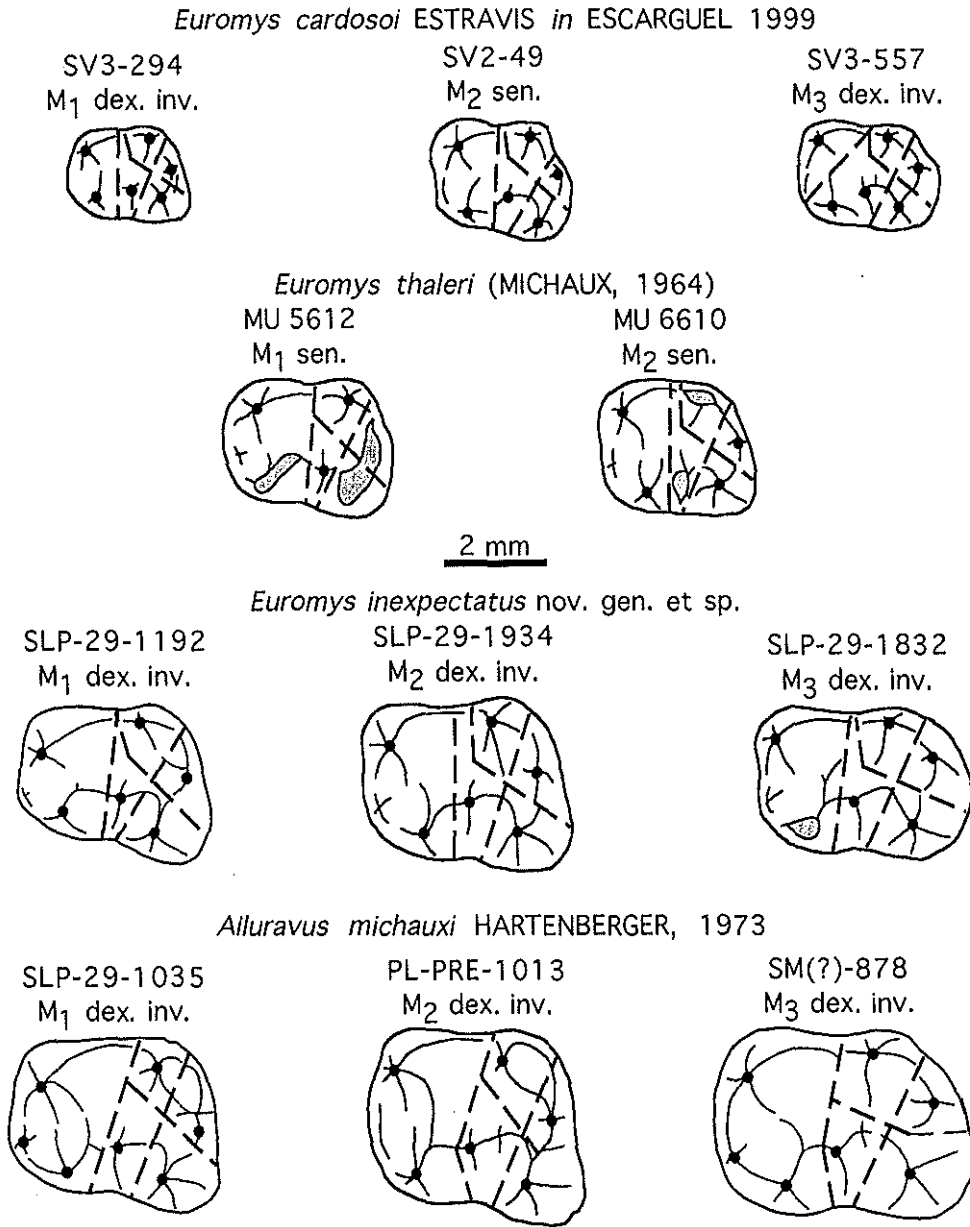 Euromys cardosoi ESTRAVIS in ESCARGUEL 1999
SV3-294
M1 dex. inv.
SV2-49
M2 sen.
SV3-557
M3 dex. inv.
Euromys thaleri (MICHAUX, 1964)
MU 5612
M1 sen.
MU 6610
M2 sen.
2 mm
Euromys inexpectatus nov. gen. et sp.
SLP-29-1192
M1 dex. inv.
SLP-29-1934
M2 dex. inv.
SLP-29-1832
M3 dex. inv.
Ailuravus michauxi HARTENBERGER, 1973
SLP-29-1035
M1 dex. inv.
PL-PRE-1013
M2 dex. inv.
SM(?)-878
M3 dex. inv.